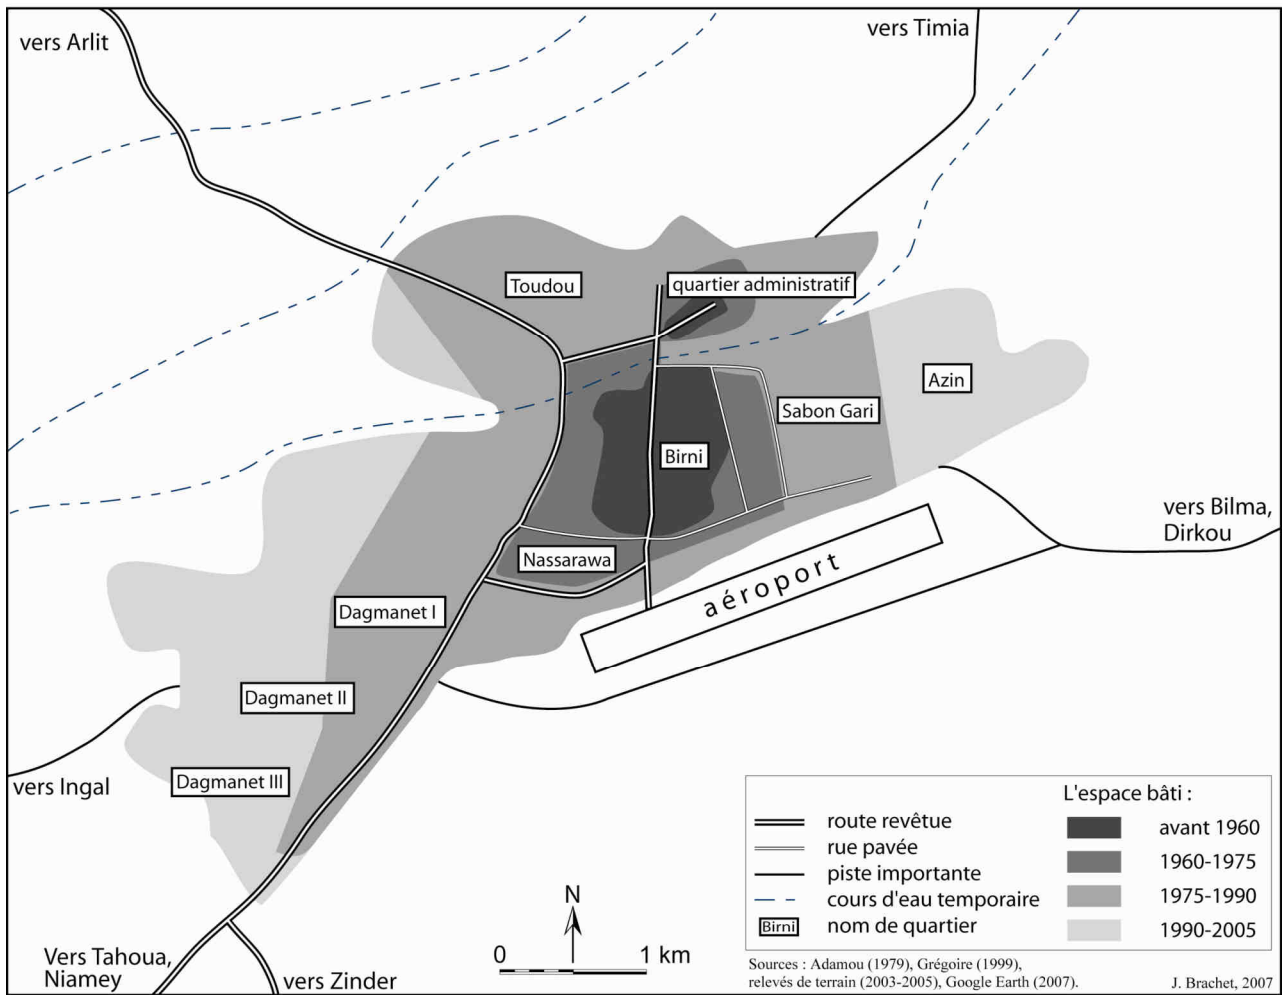 vers Arlit
vers Timia
Toudou
quartier administratif
Azin
Sabon Gari
Birni
vers Bilma,
Dirkou
Nassarawa
aéroport
Dagmanet I
Dagmanet II
Dagmanet III
vers Ingal
Vers Tahoua,
Niamey
vers Zinder
N
0 1 km
L'espace bâti :
route revêtue
rue pavée
piste importante
cours d'eau temporaire
Birni nom de quartier
avant 1960
1960-1975
1975-1990
1990-2005
Sources : Adamou (1979), Grégoire (1999),
relevés de terrain (2003-2005), Google Earth (2007).
J. Brachet, 2007